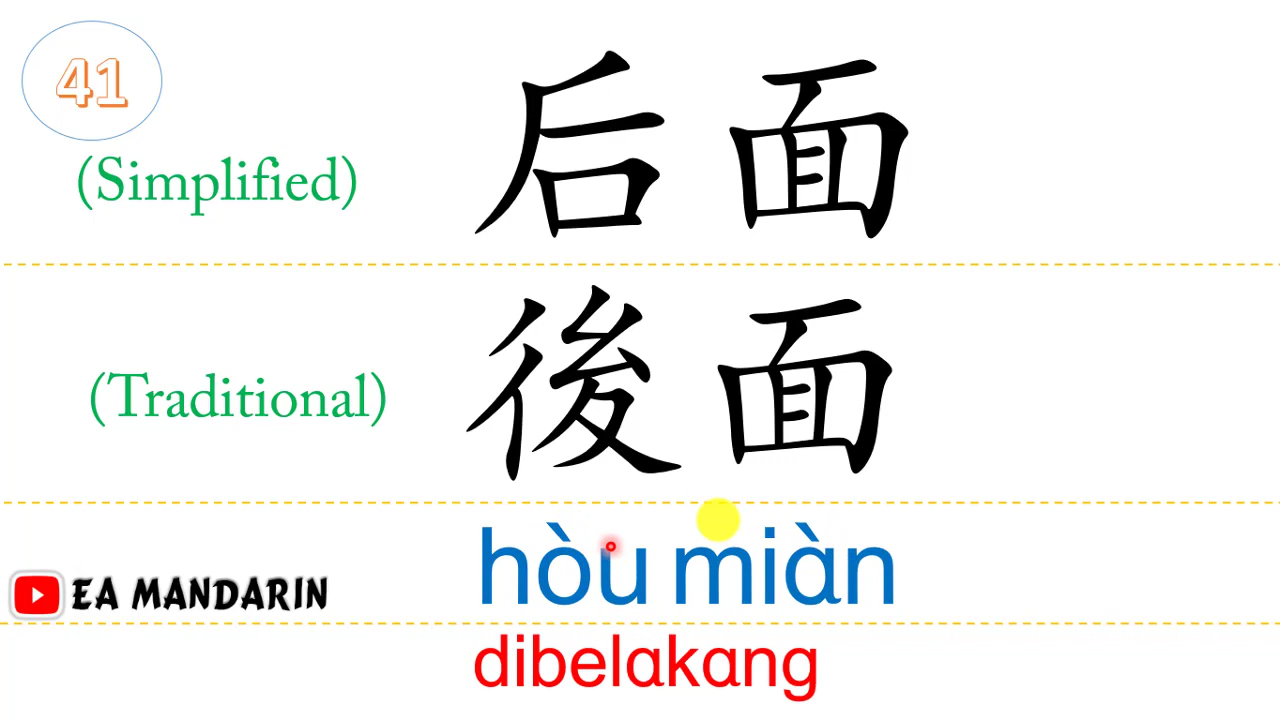 41
后面
(Simplified)
後面
(Traditional)
hòu miàn
EA MANDARIN
dibelakang